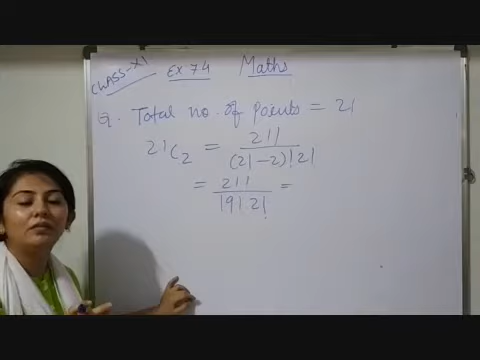 CLASS-XI Ex 7.4 Maths
Q. Total no. of points = 21
21C2 = 21! / (21-2)! 2!
= 21! / 19! 2! =